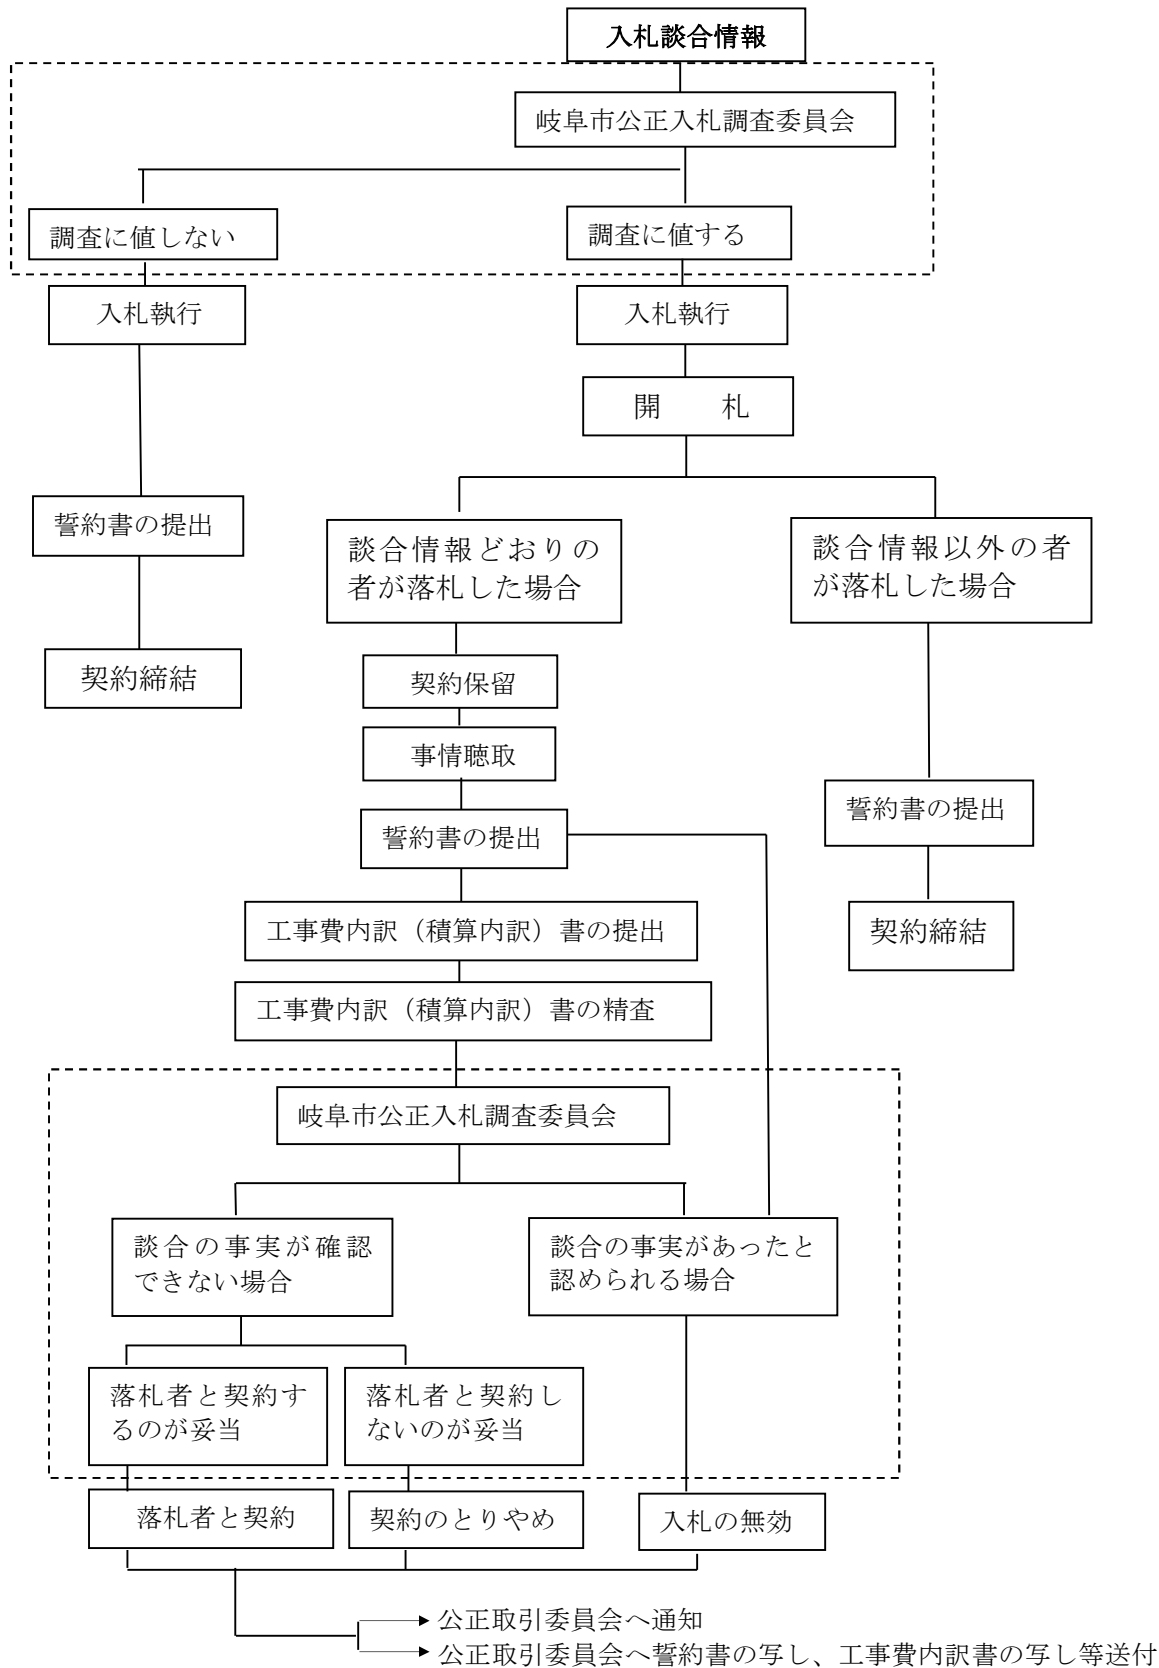 入札談合情報
岐阜市公正入札調査委員会
調査に値しない
調査に値する
入札執行
入札執行
開　　札
誓約書の提出
談合情報どおりの
者が落札した場合
談合情報以外の者
が落札した場合
契約締結
契約保留
事情聴取
誓約書の提出
誓約書の提出
工事費内訳（積算内訳）書の提出
契約締結
工事費内訳（積算内訳）書の精査
岐阜市公正入札調査委員会
談合の事実が確認
できない場合
談合の事実があったと
認められる場合
落札者と契約す
るのが妥当
落札者と契約し
ないのが妥当
落札者と契約
契約のとりやめ
入札の無効
公正取引委員会へ通知
公正取引委員会へ誓約書の写し、工事費内訳書の写し等送付